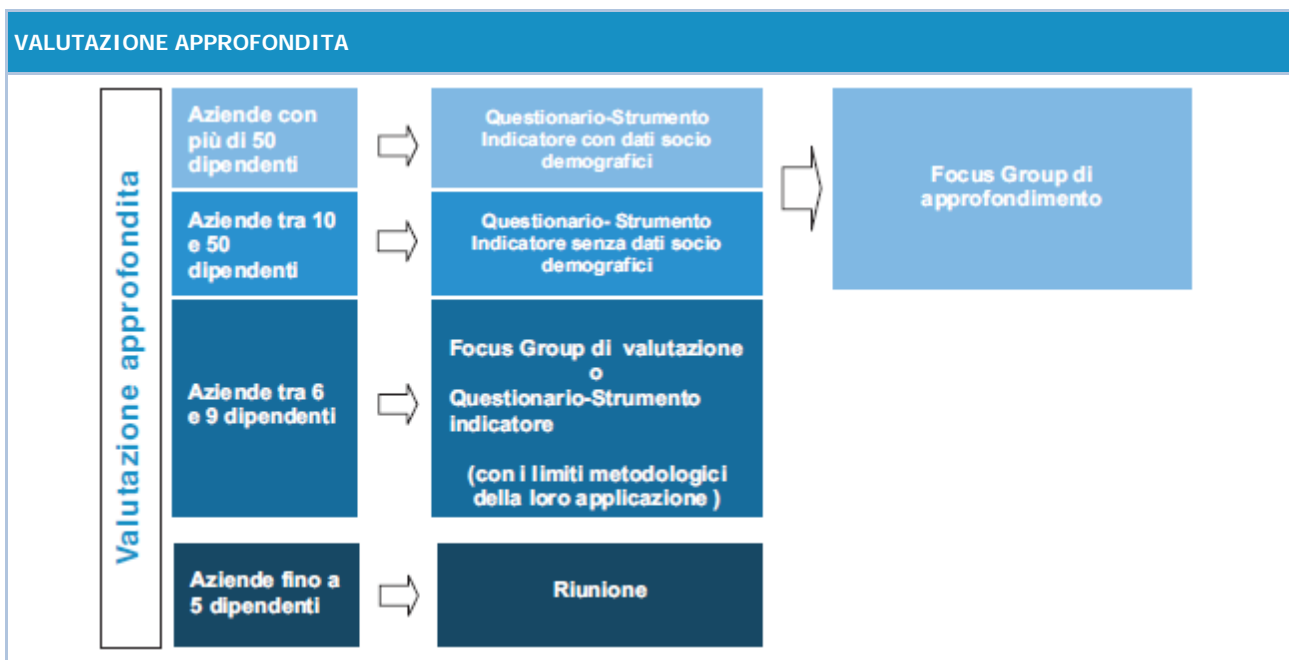 VALUTAZIONE APPROFONDITA
Valutazione approfondita
Aziende con
più di 50
dipendenti
Questionario-Strumento
Indicatore con dati socio
demografici
Focus Group di
approfondimento
Aziende tra 10
e 50
dipendenti
Questionario- Strumento
Indicatore senza dati socio
demografici
Aziende tra 6
e 9 dipendenti
Focus Group di valutazione
o
Questionario-Strumento
indicatore
(con i limiti metodologici
della loro applicazione )
Aziende fino a
5 dipendenti
Riunione